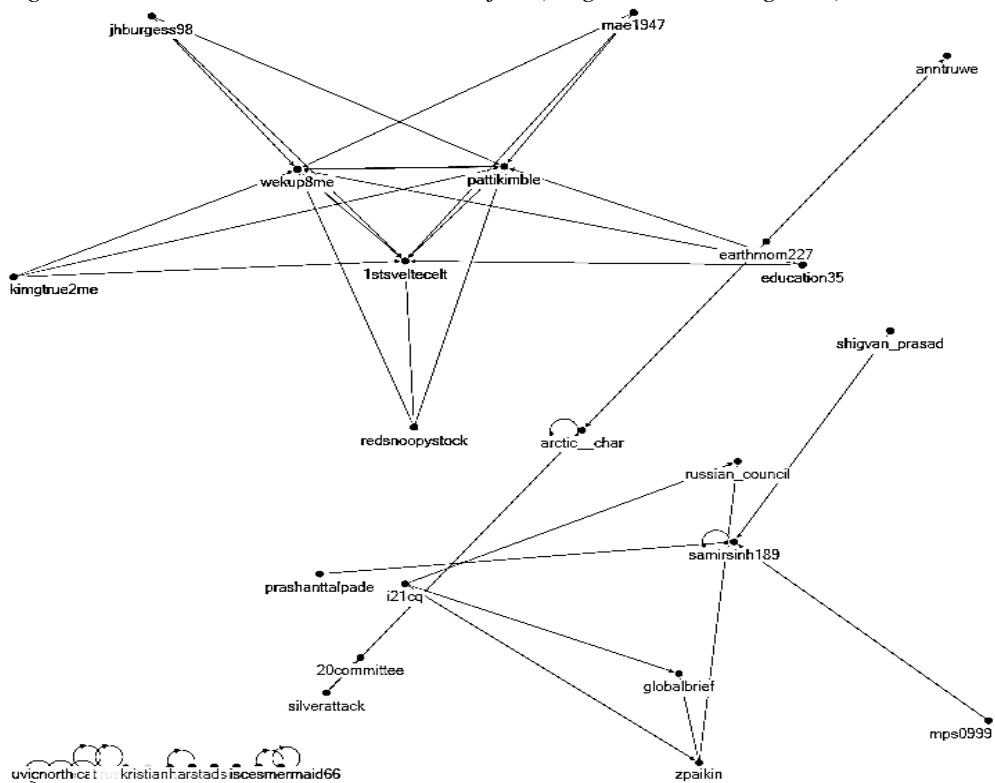 jhburgess98
mae1947
anntruwe
wekup8me
pattikimble
earthmom227
1stsveltecelt
education35
kimgtrue2me
shigvan_prasad
redsnoopystock
arctic__char
russian_council
samirsinh189
prashanttalpade
i21cq
20committee
globalbrief
silverattack
mps0999
zpaikin